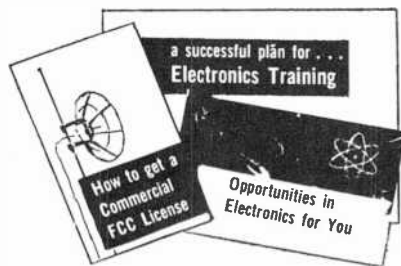 a successful plan for . . .
Electronics Training
How to get a
Commercial
FCC License
Opportunities in
Electronics for You